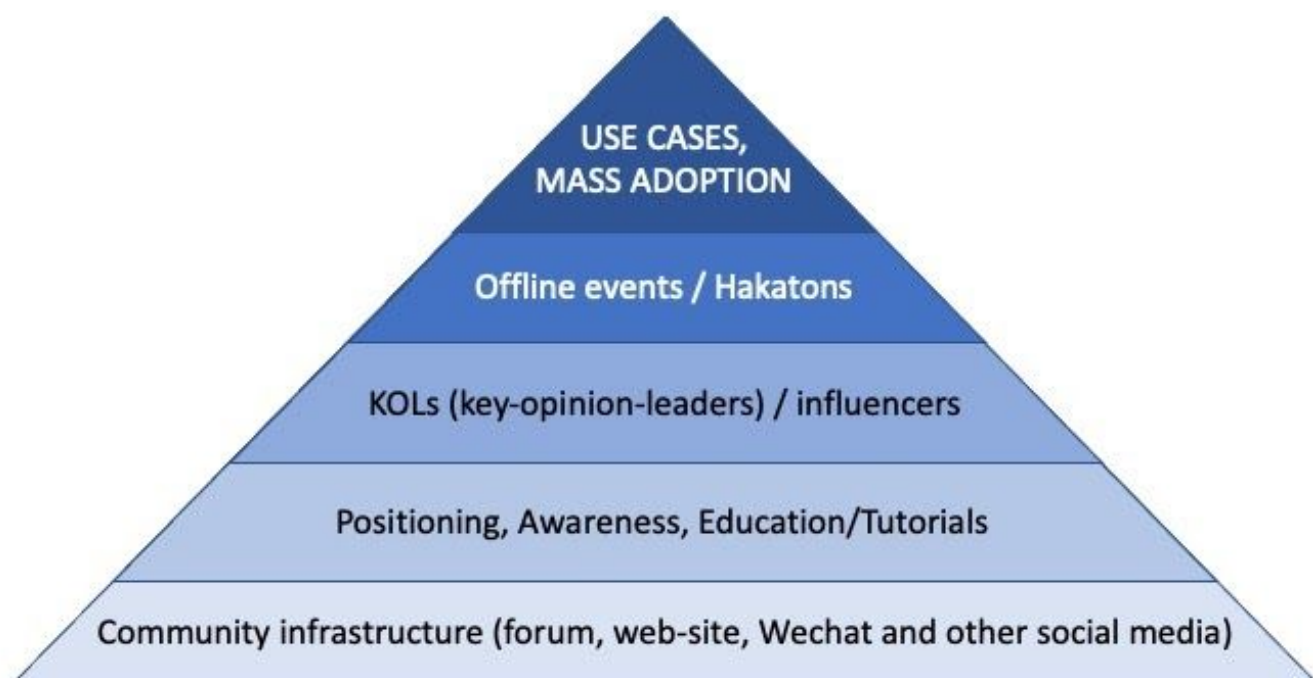 USE CASES,
MASS ADOPTION
Offline events / Hakatons
KOLs (key-opinion-leaders) / influencers
Positioning, Awareness, Education/Tutorials
Community infrastructure (forum, web-site, Wechat and other social media)